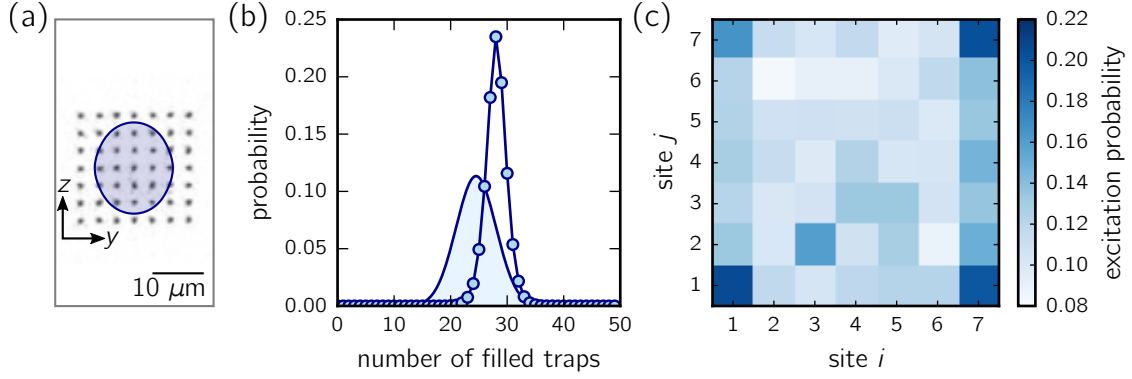 (a)
z
y
10 μm
(b)
probability
0.25
0.20
0.15
0.10
0.05
0.00
0 10 20 30 40 50
number of filled traps
(c)
site j
7
6
5
4
3
2
1
1 2 3 4 5 6 7
site i
0.22
0.20
0.18
0.16
0.14
0.12
0.10
0.08
excitation probability